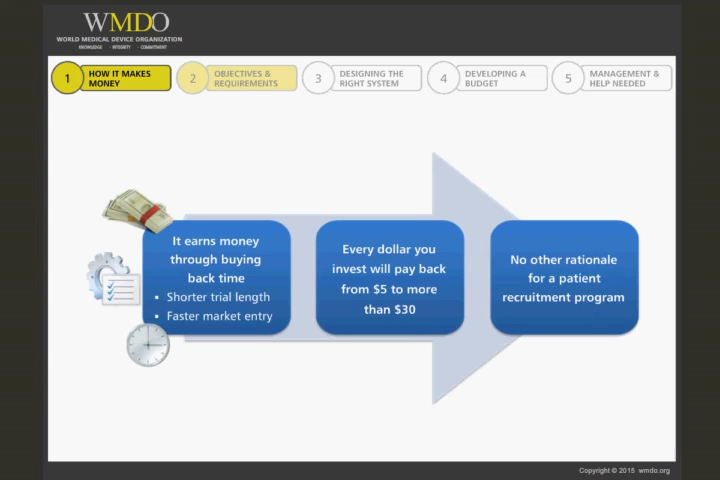 WMDO
WORLD MEDICAL DEVICE ORGANIZATION
KNOWLEDGE · INTEGRITY · COMMITMENT
1 HOW IT MAKES
MONEY
2 OBJECTIVES &
REQUIREMENTS
3 DESIGNING THE
RIGHT SYSTEM
4 DEVELOPING A
BUDGET
5 MANAGEMENT &
HELP NEEDED
It earns money
through buying
back time
▪ Shorter trial length
▪ Faster market entry
Every dollar you
invest will pay back
from $5 to more
than $30
No other rationale
for a patient
recruitment program
Copyright © 2015 wmdo.org